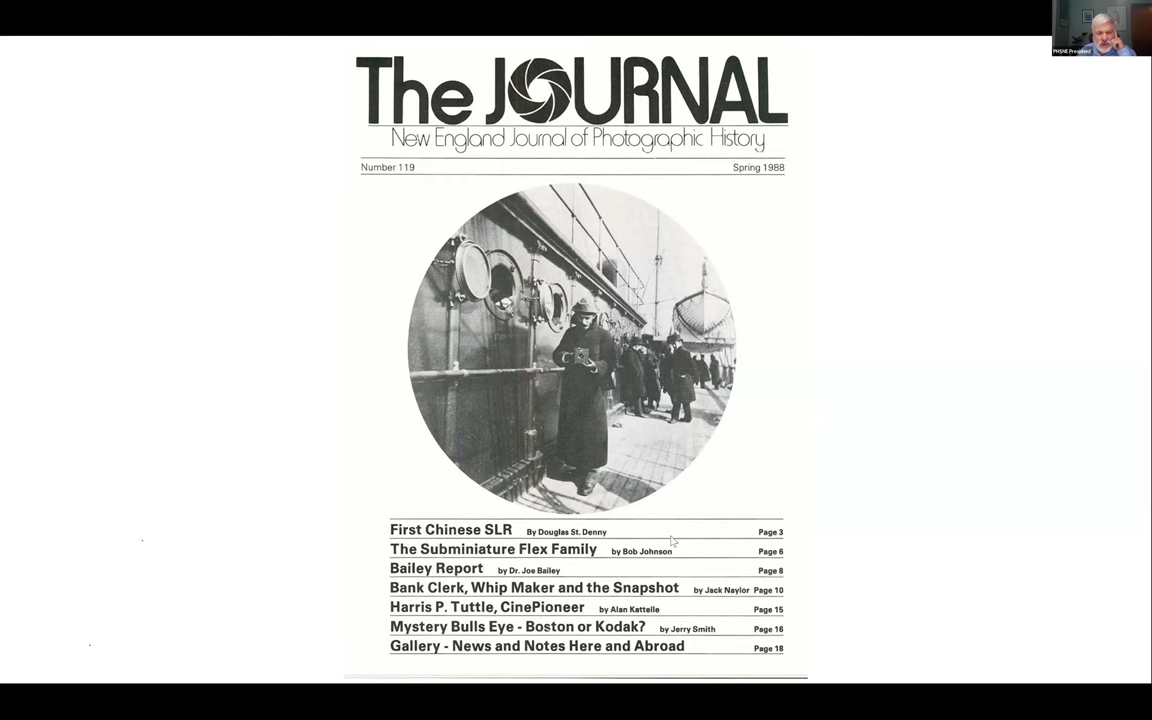 PHSNE President
The JOURNAL
New England Journal of Photographic History
Number 119 Spring 1988
First Chinese SLR By Douglas St. Denny Page 3
The Subminiature Flex Family by Bob Johnson Page 6
Bailey Report by Dr. Joe Bailey Page 8
Bank Clerk, Whip Maker and the Snapshot by Jack Naylor Page 10
Harris P. Tuttle, CinePioneer by Alan Kattelle Page 15
Mystery Bulls Eye - Boston or Kodak? by Jerry Smith Page 16
Gallery - News and Notes Here and Abroad Page 18